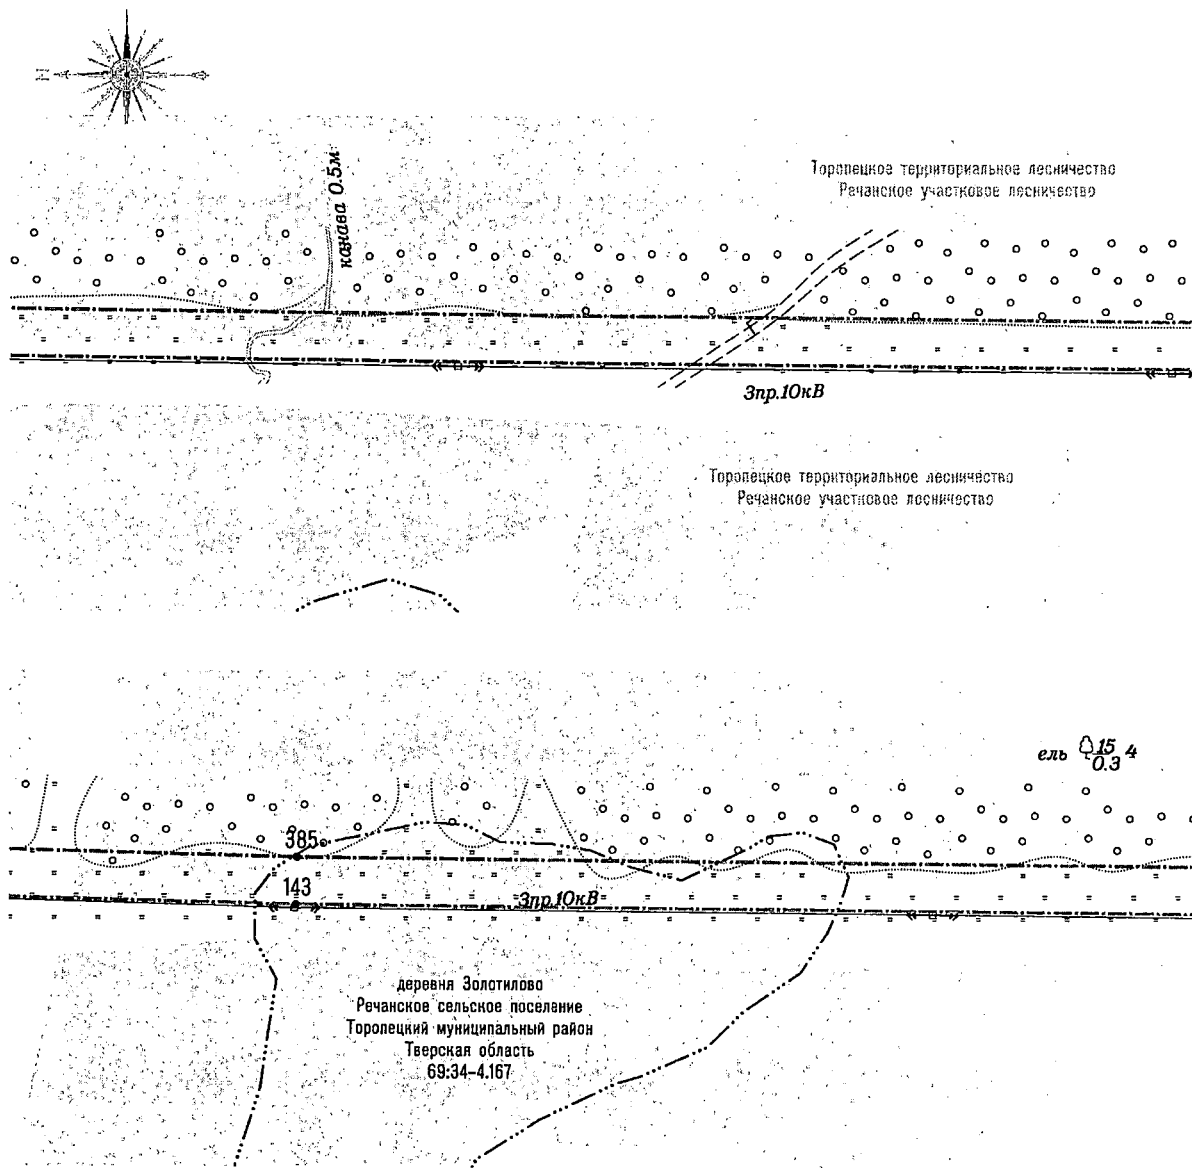 канава 0.5м
Торопецкое территориальное лесничество
Речанское участковое лесничество
3пр.10кВ
Торопецкое территориальное лесничество
Речанское участковое лесничество
ель 15 4
0.3
385
143
3пр.10кВ
деревня Золотилово
Речанское сельское поселение
Торопецкий муниципальный район
Тверская область
69:34-4.167